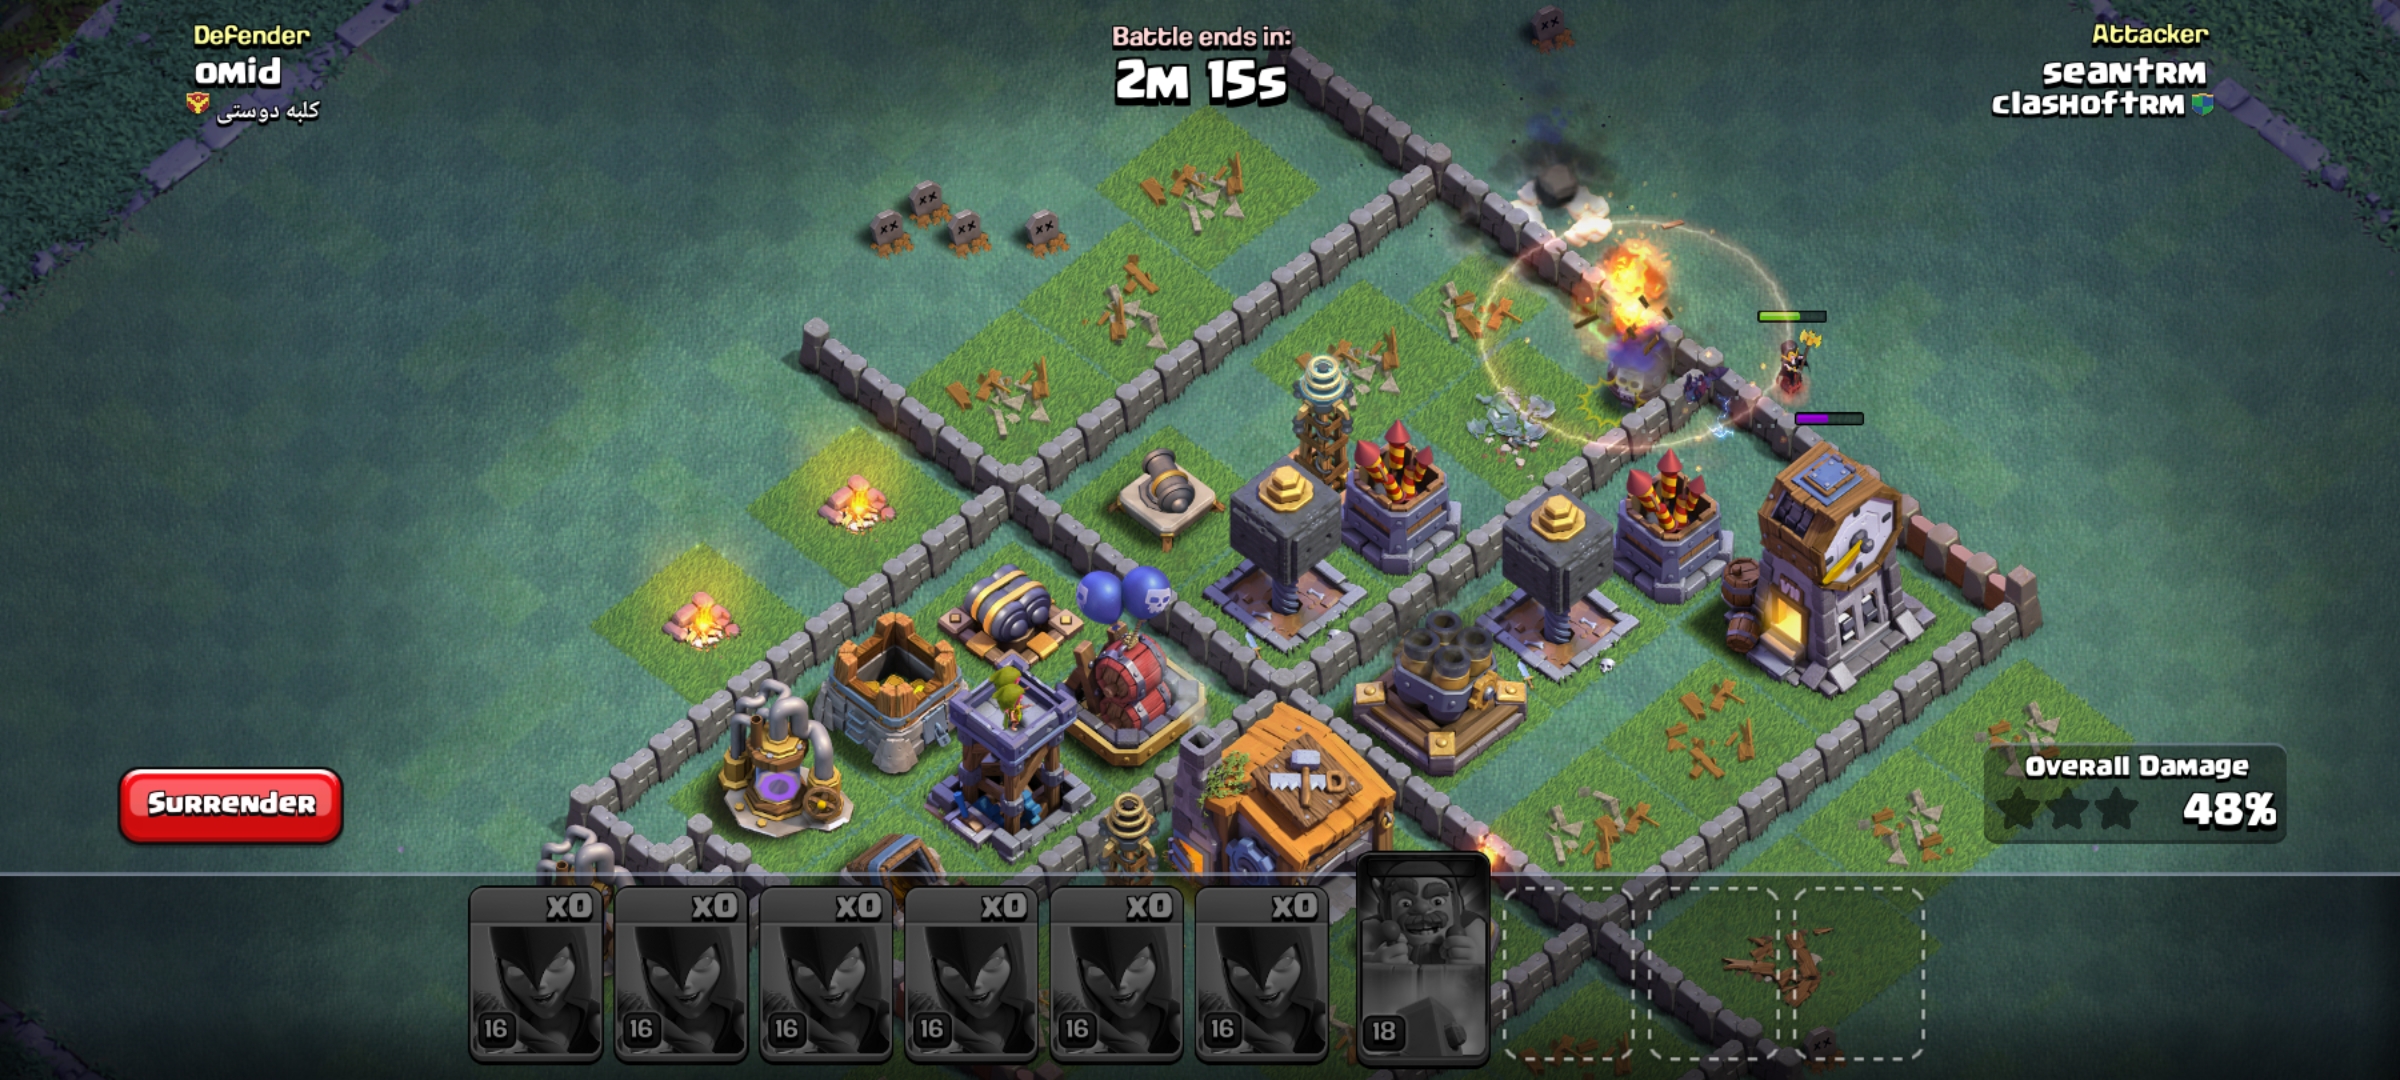 Defender
OMid
کلبه دوستی
Battle ends in:
2M 15s
Attacker
seantRM
clashoftRM
Surrender
Overall Damage
48%
x0 x0 x0 x0 x0 x0
16 16 16 16 16 16 18